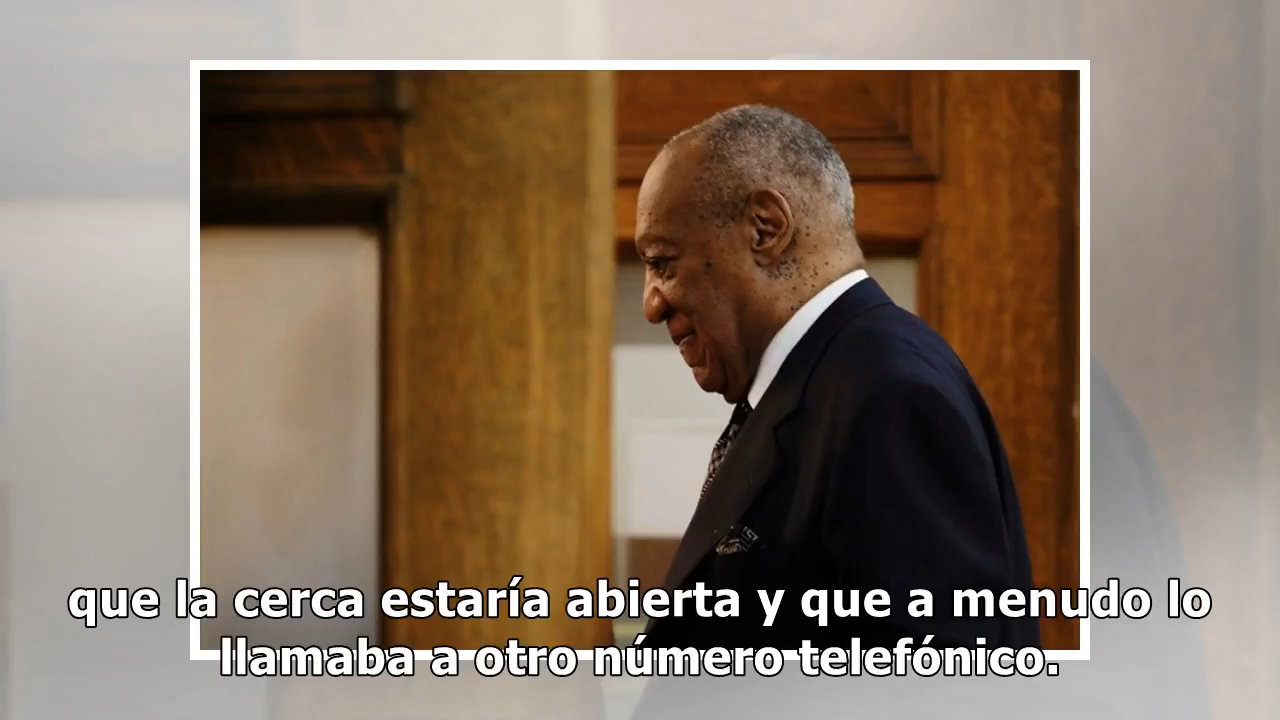 que la cerca estaría abierta y que a menudo lo
llamaba a otro número telefónico.